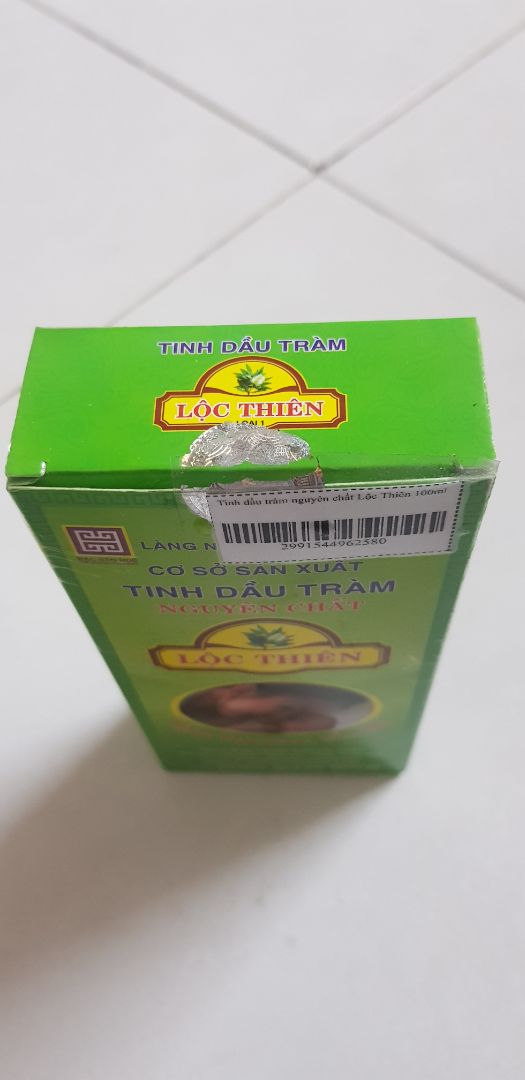 TINH DẦU TRÀM
LỘC THIÊN
Tinh dầu tràm nguyên chất Lộc Thiên 100ml
2991544962580
LÀNG
CƠ SỞ SẢN XUẤT
TINH DẦU TRÀM
NGUYÊN CHẤT
LỘC THIÊN